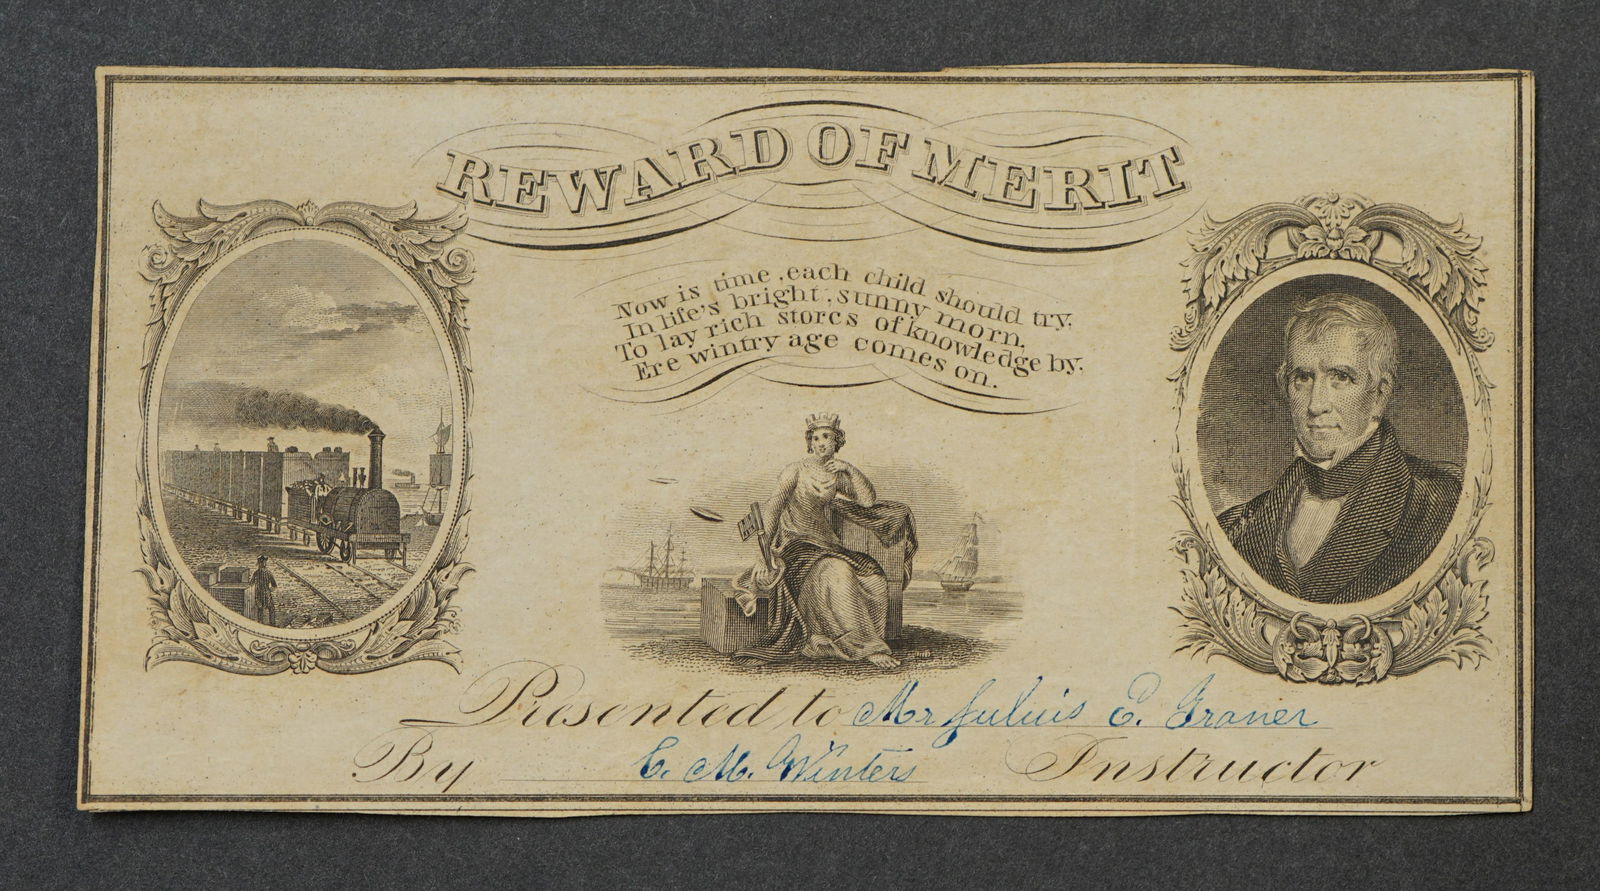 REWARD OF MERIT
Now is time, each child should try,
In life's bright, sunny morn,
To lay rich stores of knowledge by,
Ere wintry age comes on.
Presented to Mr Julius E. Graner
By C. M. Winters Instructor